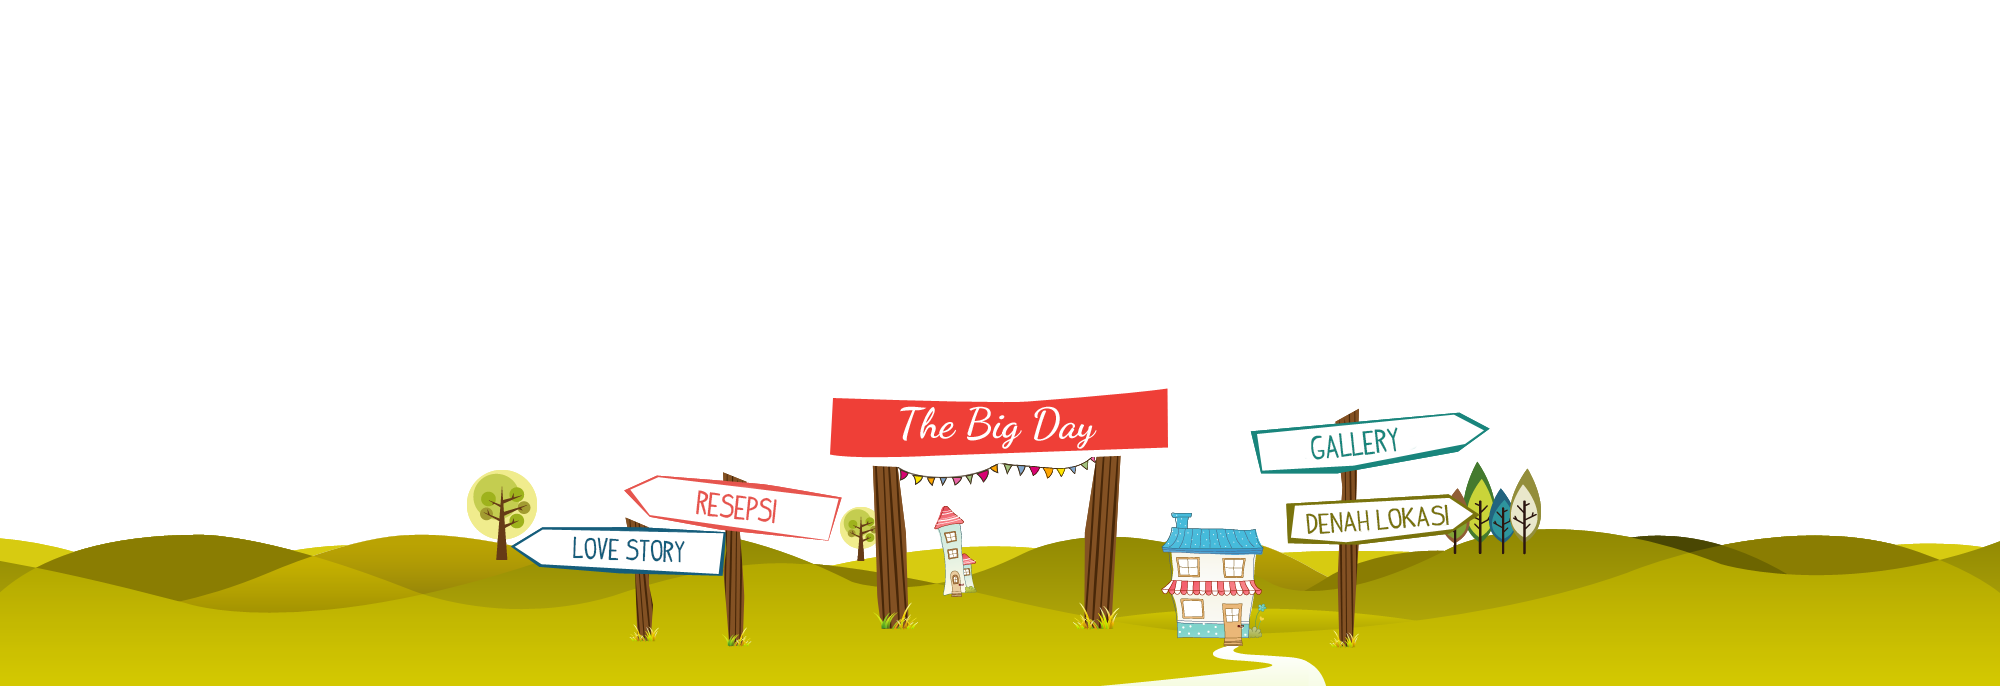 The Big Day
RESEPSI
LOVE STORY
GALLERY
DENAH LOKASI